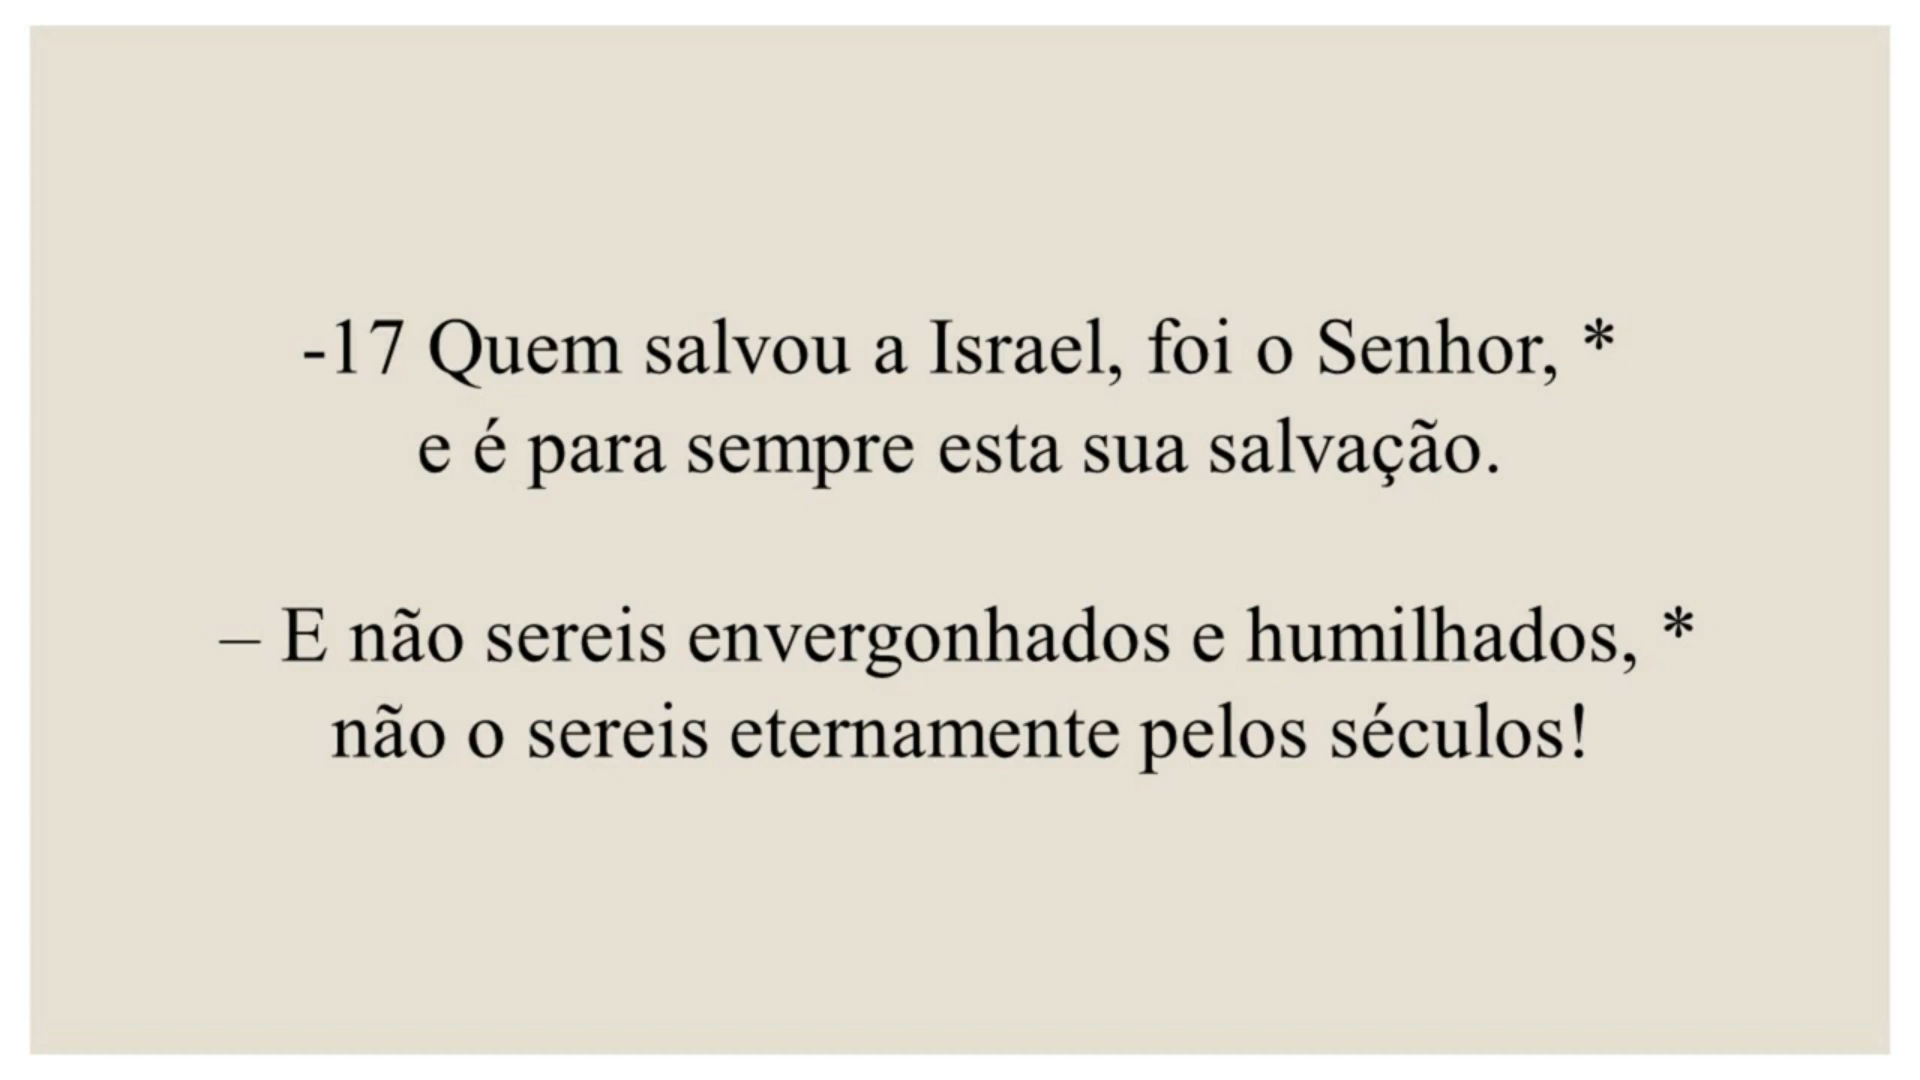 -17 Quem salvou a Israel, foi o Senhor, *
e é para sempre esta sua salvação.
– E não sereis envergonhados e humilhados, *
não o sereis eternamente pelos séculos!